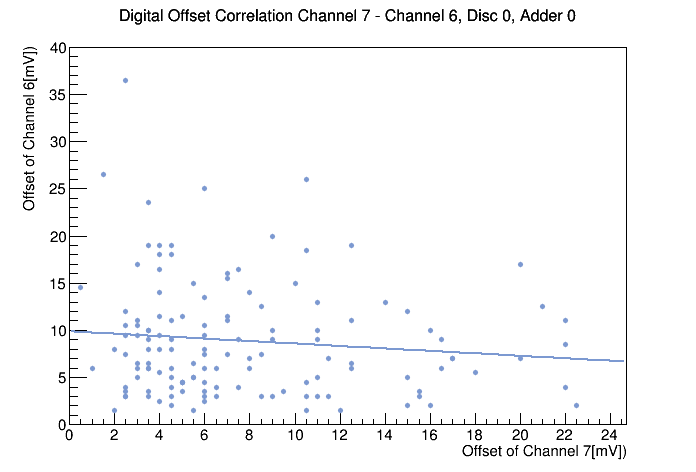 Digital Offset Correlation Channel 7 - Channel 6, Disc 0, Adder 0
Offset of Channel 6[mV])
40
35
30
25
20
15
10
5
0
0 2 4 6 8 10 12 14 16 18 20 22 24
Offset of Channel 7[mV])